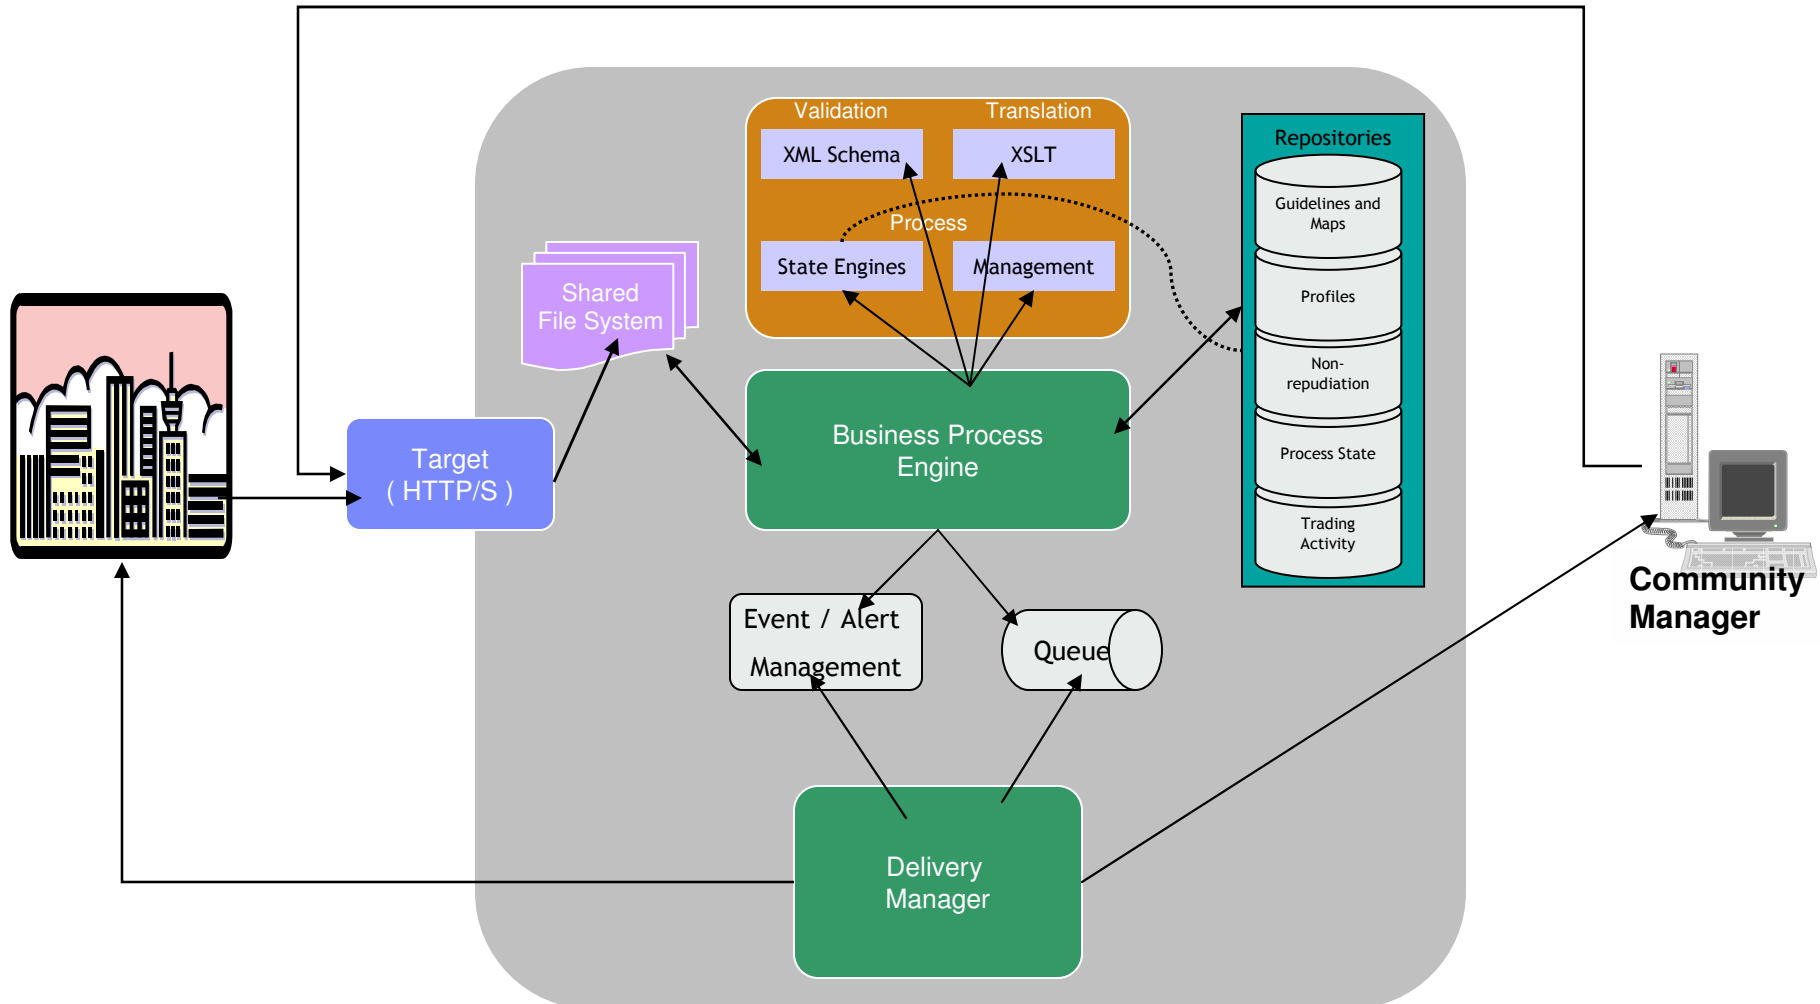 Validation
Translation
XML Schema
XSLT
Process
State Engines
Management
Repositories
Guidelines and
Maps
Profiles
Non-
repudiation
Process State
Trading
Activity
Shared
File System
Target
( HTTP/S )
Business Process
Engine
Event / Alert
Management
Queue
Community
Manager
Delivery
Manager